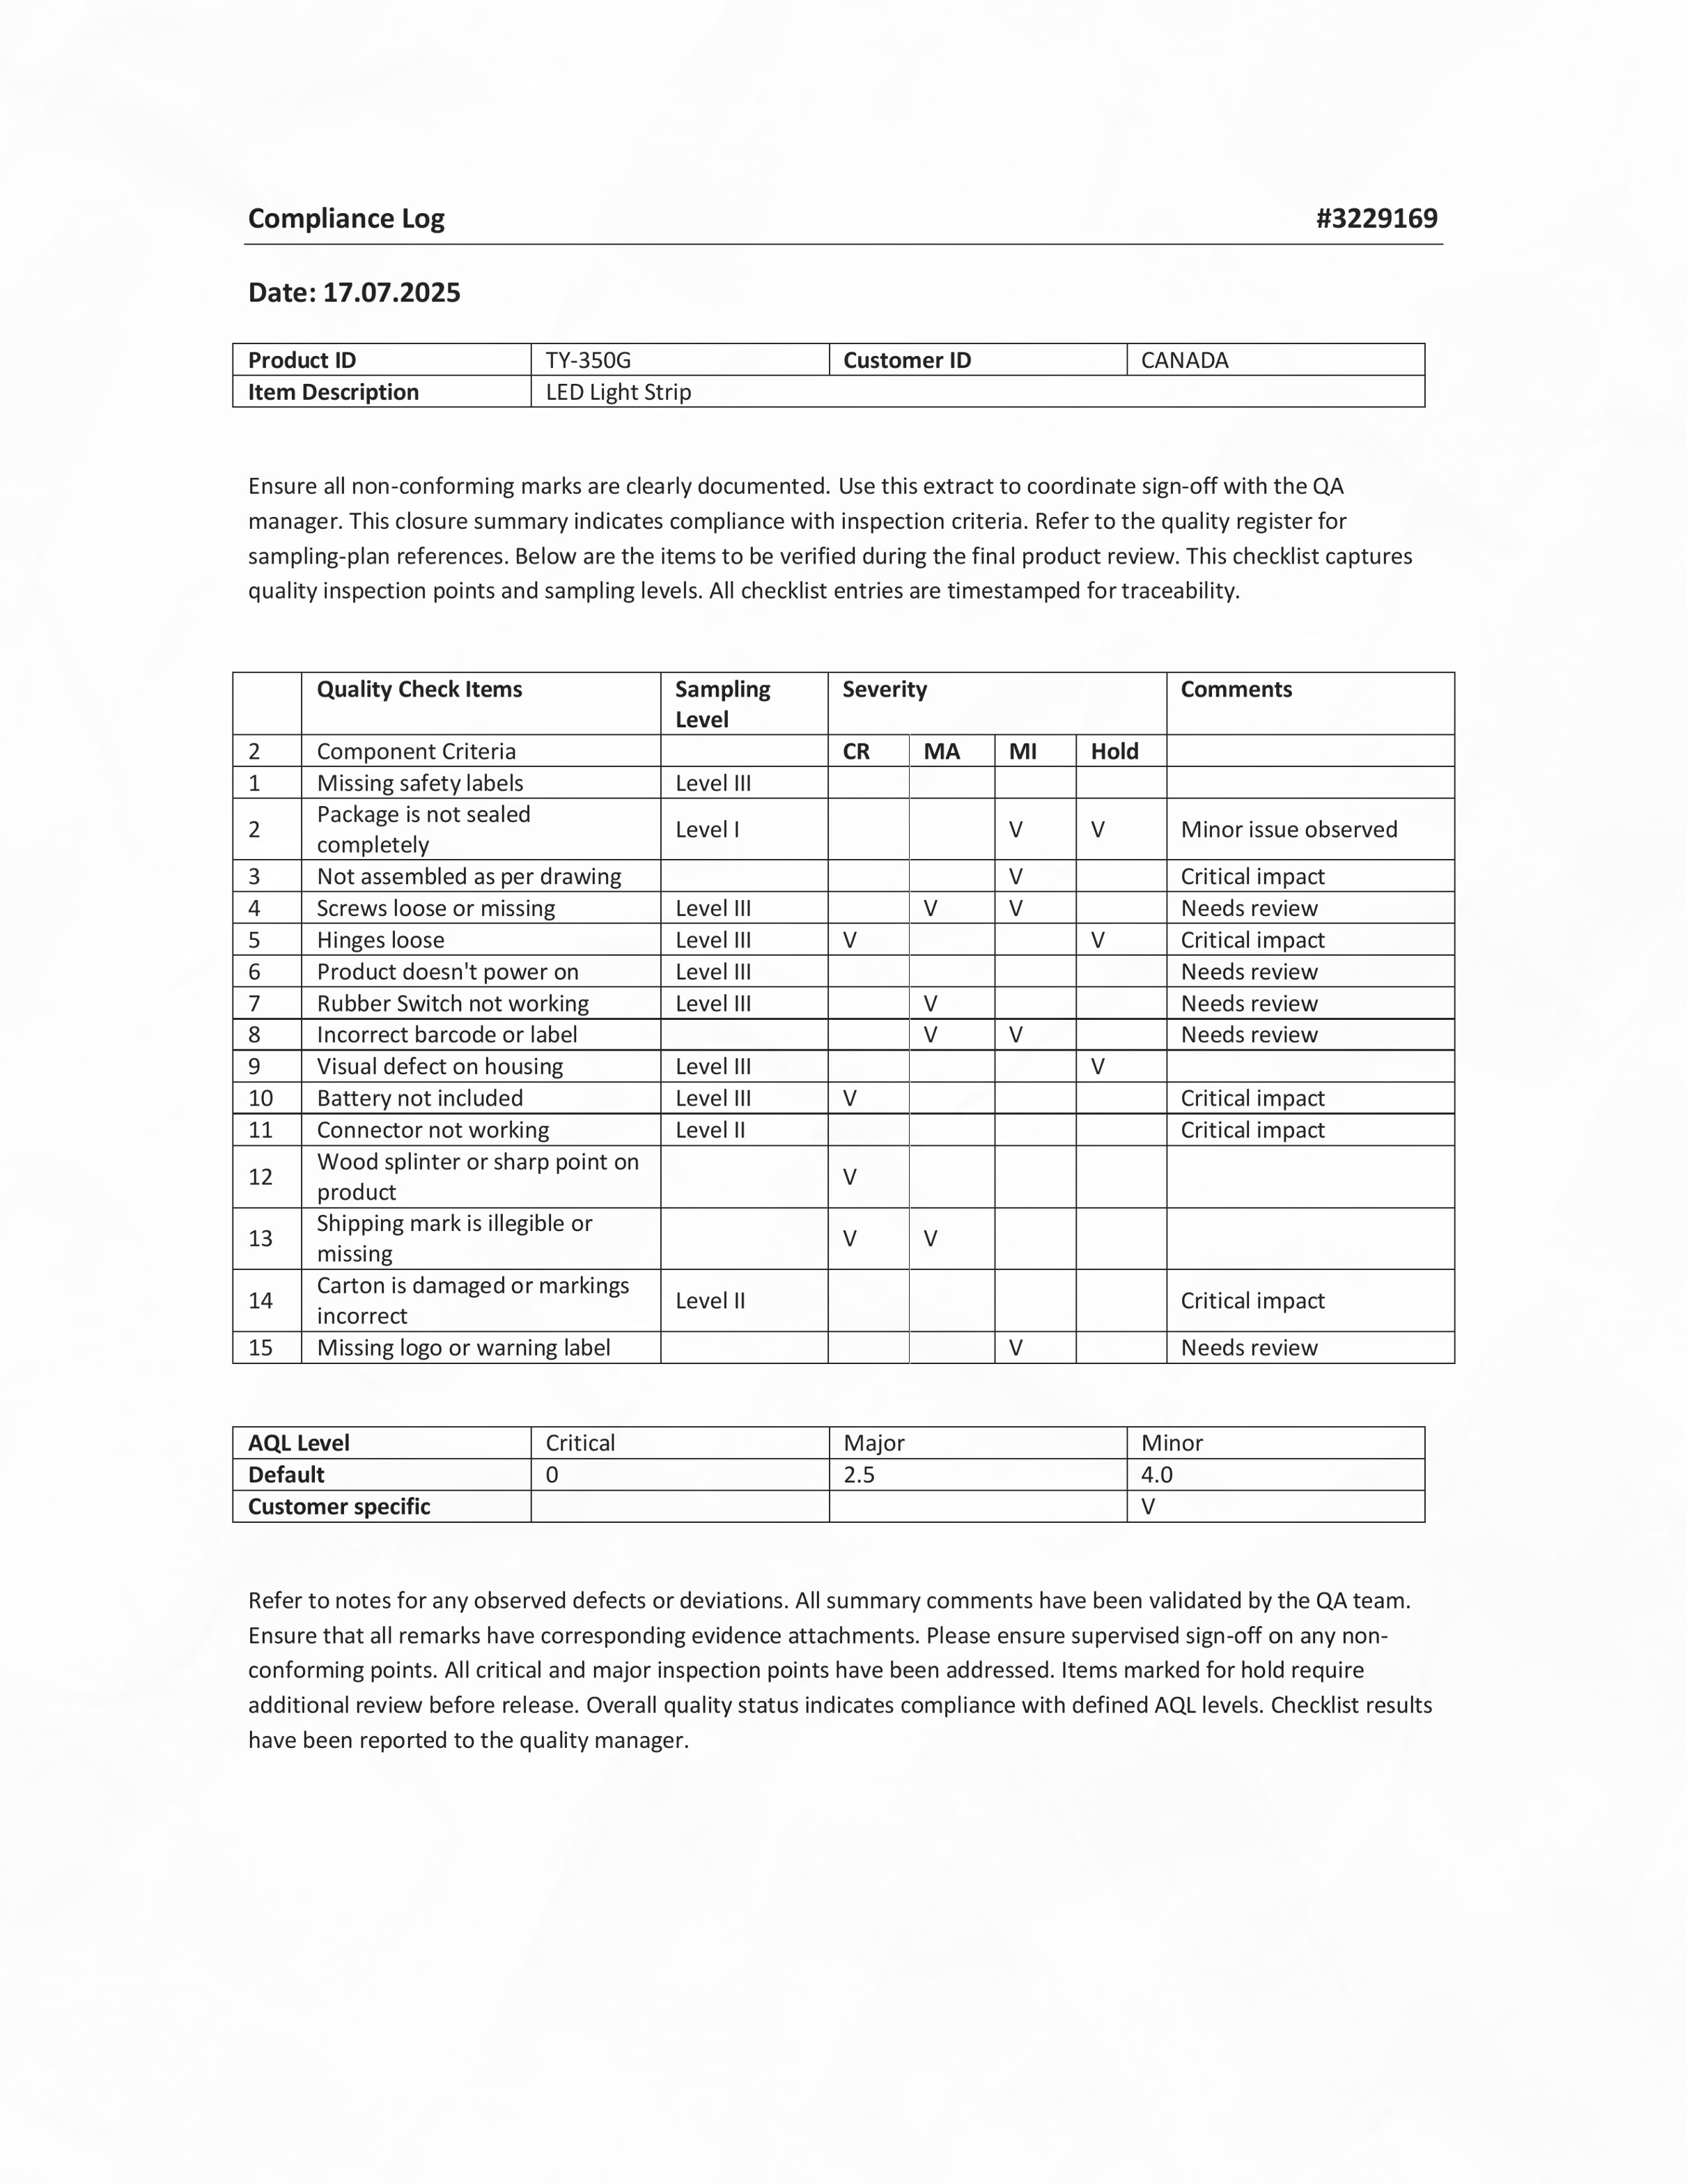 Compliance Log #3229169
Date: 17.07.2025
Product ID TY-350G Customer ID CANADA
Item Description LED Light Strip
Ensure all non-conforming marks are clearly documented. Use this extract to coordinate sign-off with the QA
manager. This closure summary indicates compliance with inspection criteria. Refer to the quality register for
sampling-plan references. Below are the items to be verified during the final product review. This checklist captures
quality inspection points and sampling levels. All checklist entries are timestamped for traceability.
Quality Check Items Sampling Severity Comments
Level
2 Component Criteria CR MA MI Hold
1 Missing safety labels Level III
Package is not sealed
2 Level I V V Minor issue observed
completely
3 Not assembled as per drawing V Critical impact
4 Screws loose or missing Level III V V Needs review
5 Hinges loose Level III V V Critical impact
6 Product doesn't power on Level III Needs review
7 Rubber Switch not working Level III V Needs review
8 Incorrect barcode or label V V Needs review
9 Visual defect on housing Level III V
10 Battery not included Level III V Critical impact
11 Connector not working Level II Critical impact
Wood splinter or sharp point on
12 V
product
Shipping mark is illegible or
13 V V
missing
Carton is damaged or markings
14 Level II Critical impact
incorrect
15 Missing logo or warning label V Needs review
AQL Level Critical Major Minor
Default 0 2.5 4.0
Customer specific V
Refer to notes for any observed defects or deviations. All summary comments have been validated by the QA team.
Ensure that all remarks have corresponding evidence attachments. Please ensure supervised sign-off on any non-
conforming points. All critical and major inspection points have been addressed. Items marked for hold require
additional review before release. Overall quality status indicates compliance with defined AQL levels. Checklist results
have been reported to the quality manager.